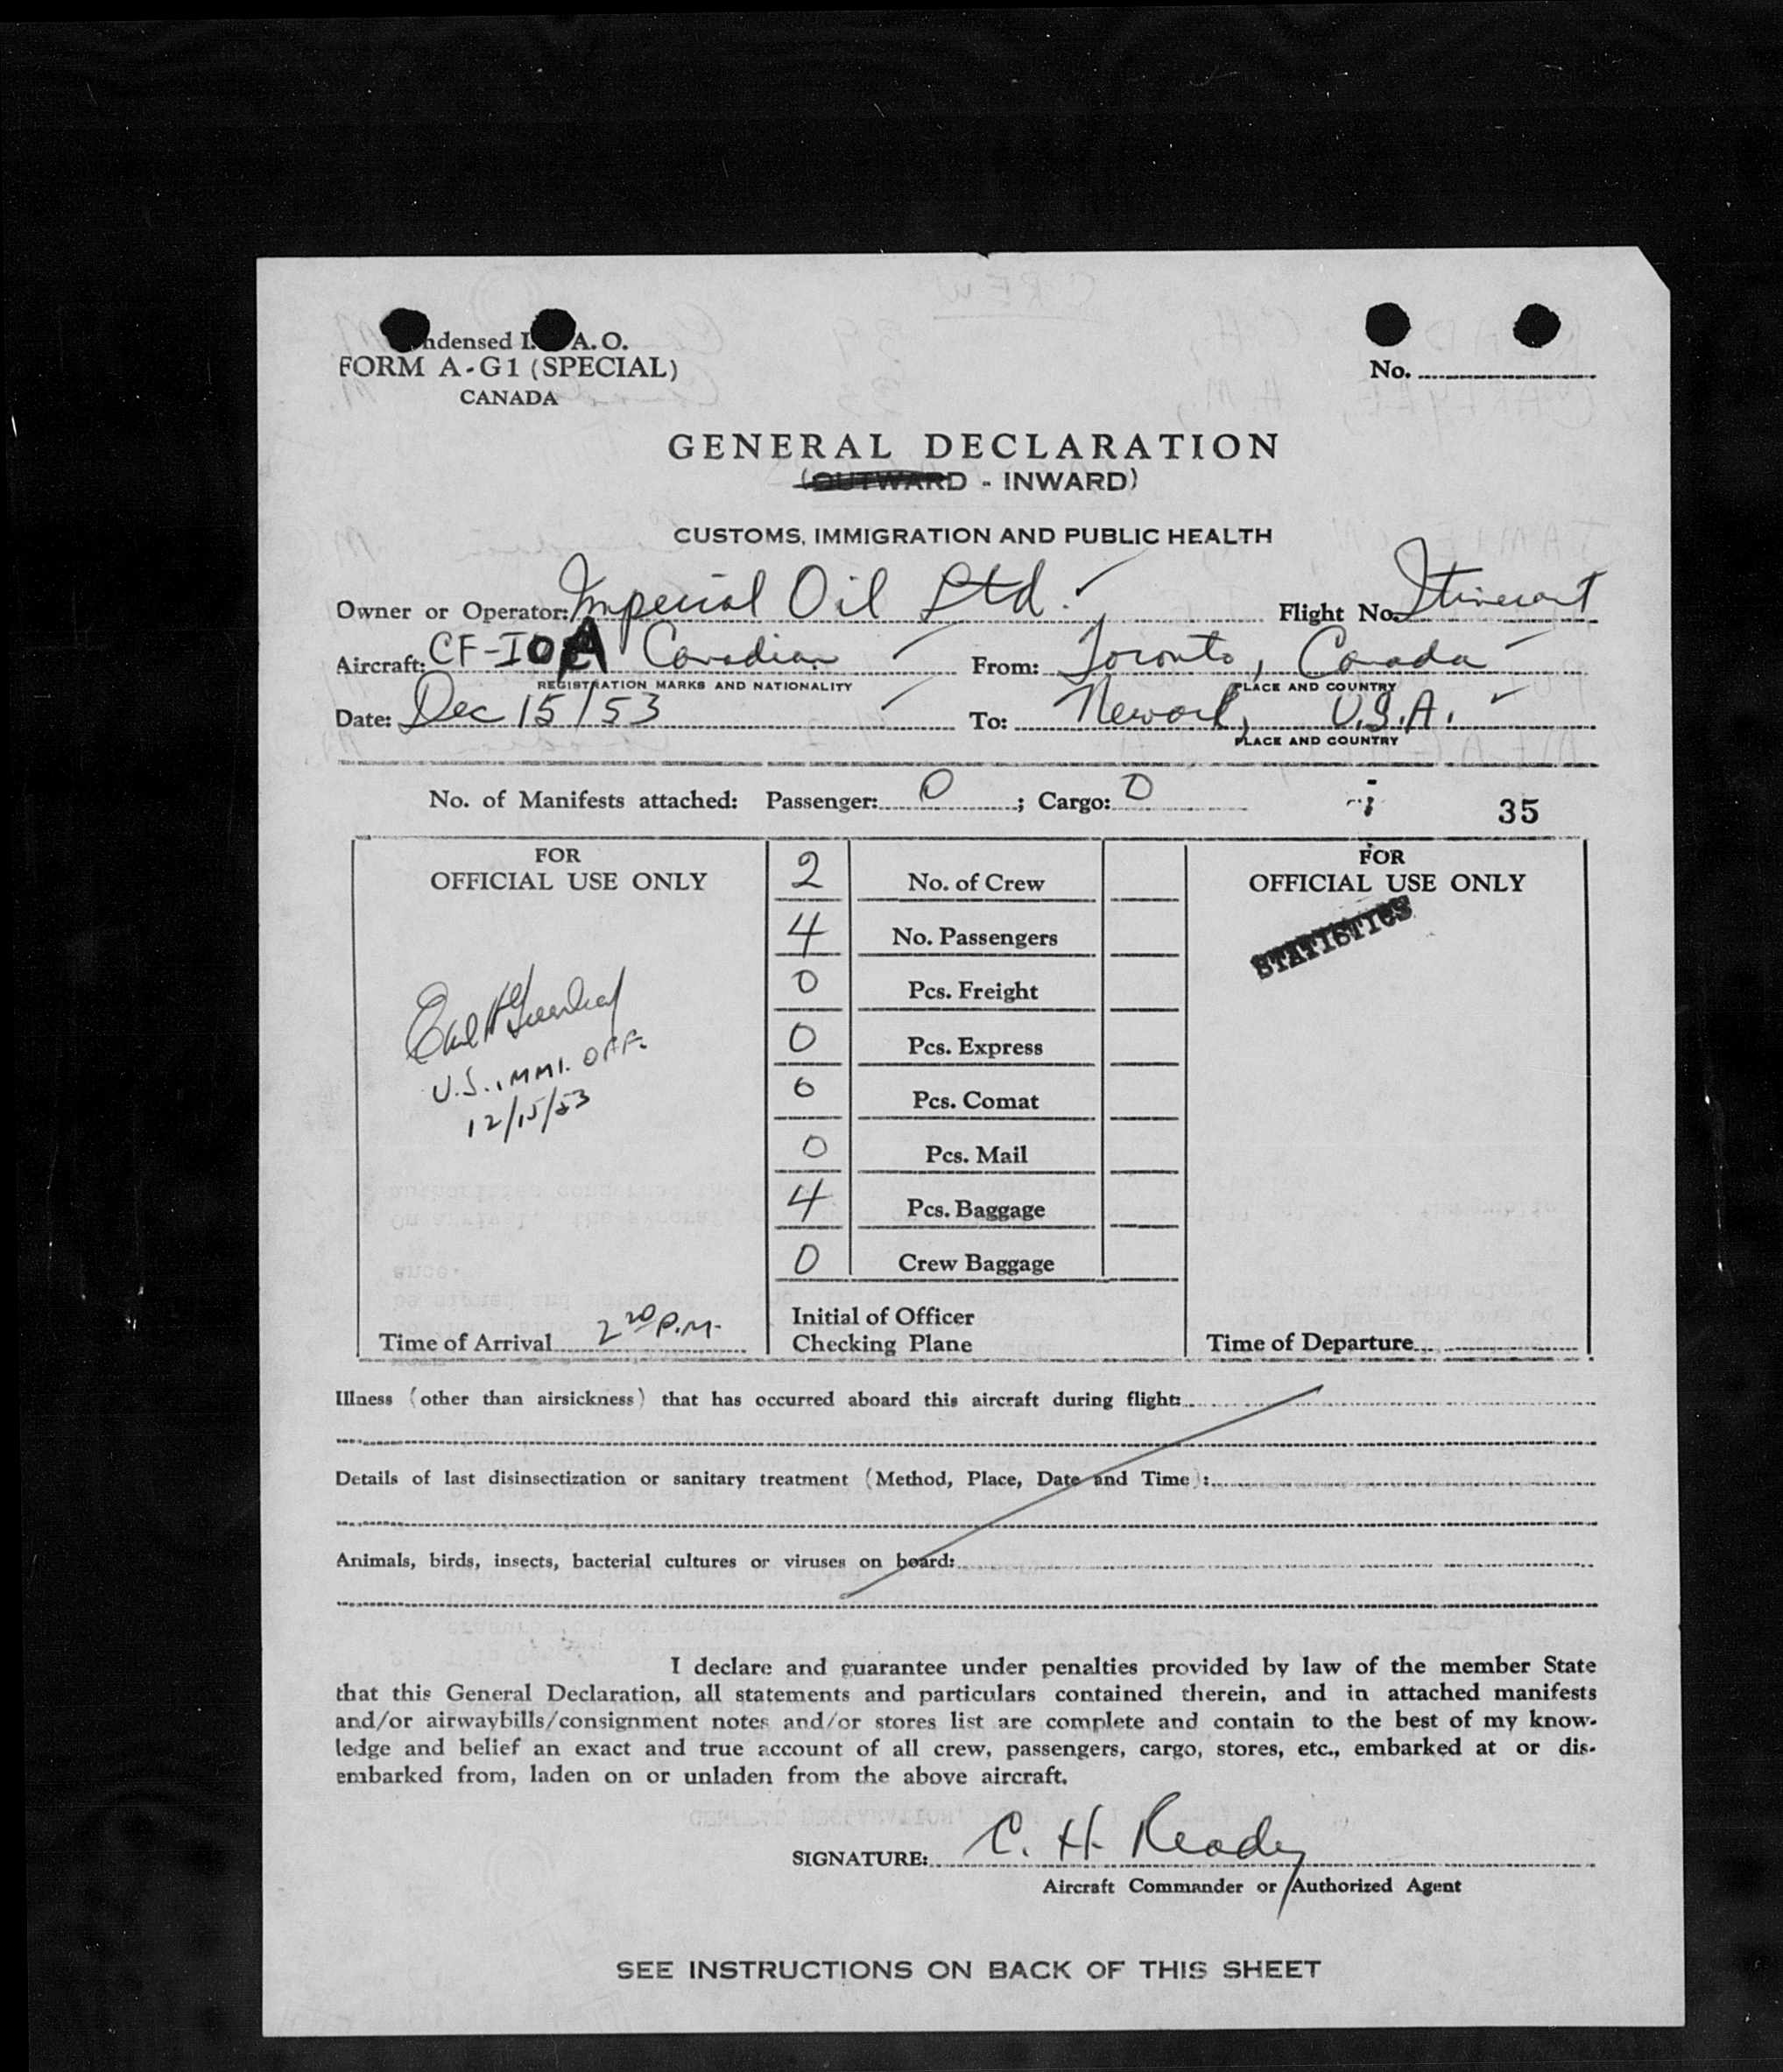 ndensed I. A.O.
FORM A-G1 (SPECIAL)
CANADA
No.
GENERAL DECLARATION
(OUTWARD - INWARD)
CUSTOMS, IMMIGRATION AND PUBLIC HEALTH
Owner or Operator: Imperial Oil Ltd. Flight No. Itinerant
Aircraft: CF-IOA Canadian From: Toronto, Canada
REGISTRATION MARKS AND NATIONALITY PLACE AND COUNTRY
Date: Dec 15/53 To: Newark, U.S.A.
PLACE AND COUNTRY
No. of Manifests attached: Passenger: 0; Cargo: 0
35
FOR
OFFICIAL USE ONLY
U.S. IMMI. OFF.
12/15/53
Time of Arrival 2 20 P.M.
2 No. of Crew
4 No. Passengers
0 Pcs. Freight
0 Pcs. Express
0 Pcs. Comat
0 Pcs. Mail
4 Pcs. Baggage
0 Crew Baggage
Initial of Officer
Checking Plane
FOR
OFFICIAL USE ONLY
STATISTICS
Time of Departure
Illness (other than airsickness) that has occurred aboard this aircraft during flight:
Details of last disinsectization or sanitary treatment (Method, Place, Date and Time):
Animals, birds, insects, bacterial cultures or viruses on board:
I declare and guarantee under penalties provided by law of the member State
that this General Declaration, all statements and particulars contained therein, and in attached manifests
and/or airwaybills/consignment notes and/or stores list are complete and contain to the best of my know-
ledge and belief an exact and true account of all crew, passengers, cargo, stores, etc., embarked at or dis-
embarked from, laden on or unladen from the above aircraft.
SIGNATURE: C. H. Ready
Aircraft Commander or Authorized Agent
SEE INSTRUCTIONS ON BACK OF THIS SHEET